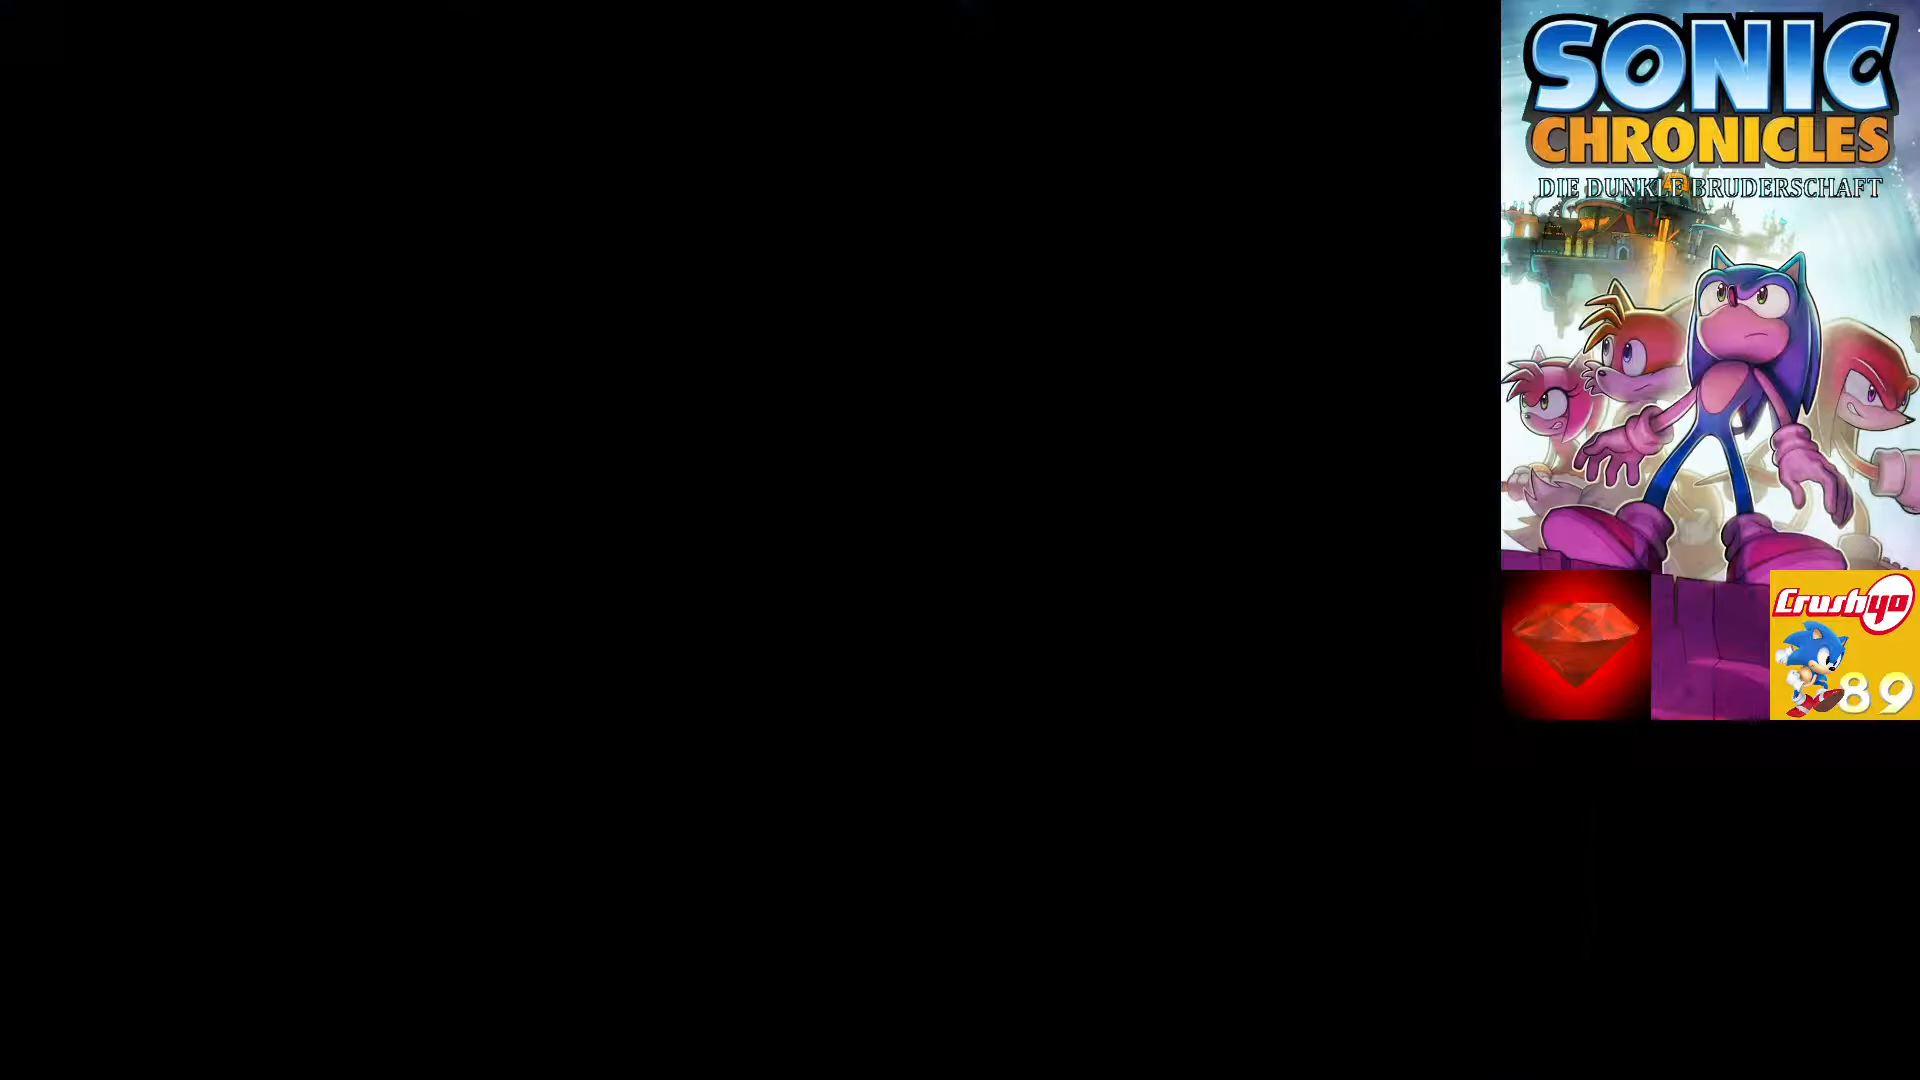 SONIC
CHRONICLES
DIE DUNKLE BRUDERSCHAFT
Crushyo
89